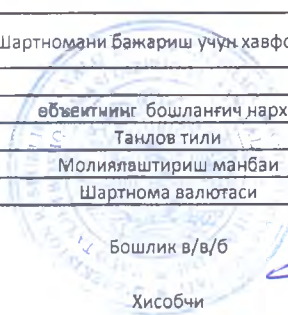 Шартномани бажариш учун хавфс
объектнинг бошланғич нарх
Танлов тили
Молиялаштириш манбаи
Шартнома валютаси
Бошлик в/в/б
Хисобчи